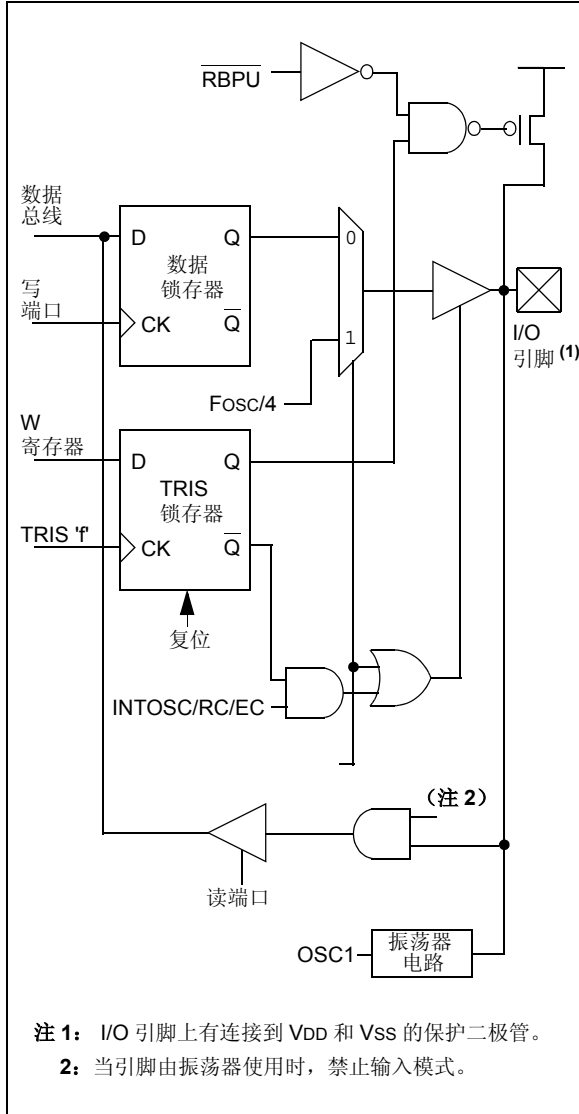 RBPU
数据
总线
D
Q
数据
锁存器
0
写
端口
CK
Q
1
I/O
引脚 (1)
FOSC/4
W
寄存器
D
Q
TRIS
锁存器
TRIS 'f'
CK
Q
复位
INTOSC/RC/EC
（注 2）
读端口
OSC1
振荡器
电路
注 1： I/O 引脚上有连接到 VDD 和 VSS 的保护二极管。
2：当引脚由振荡器使用时，禁止输入模式。